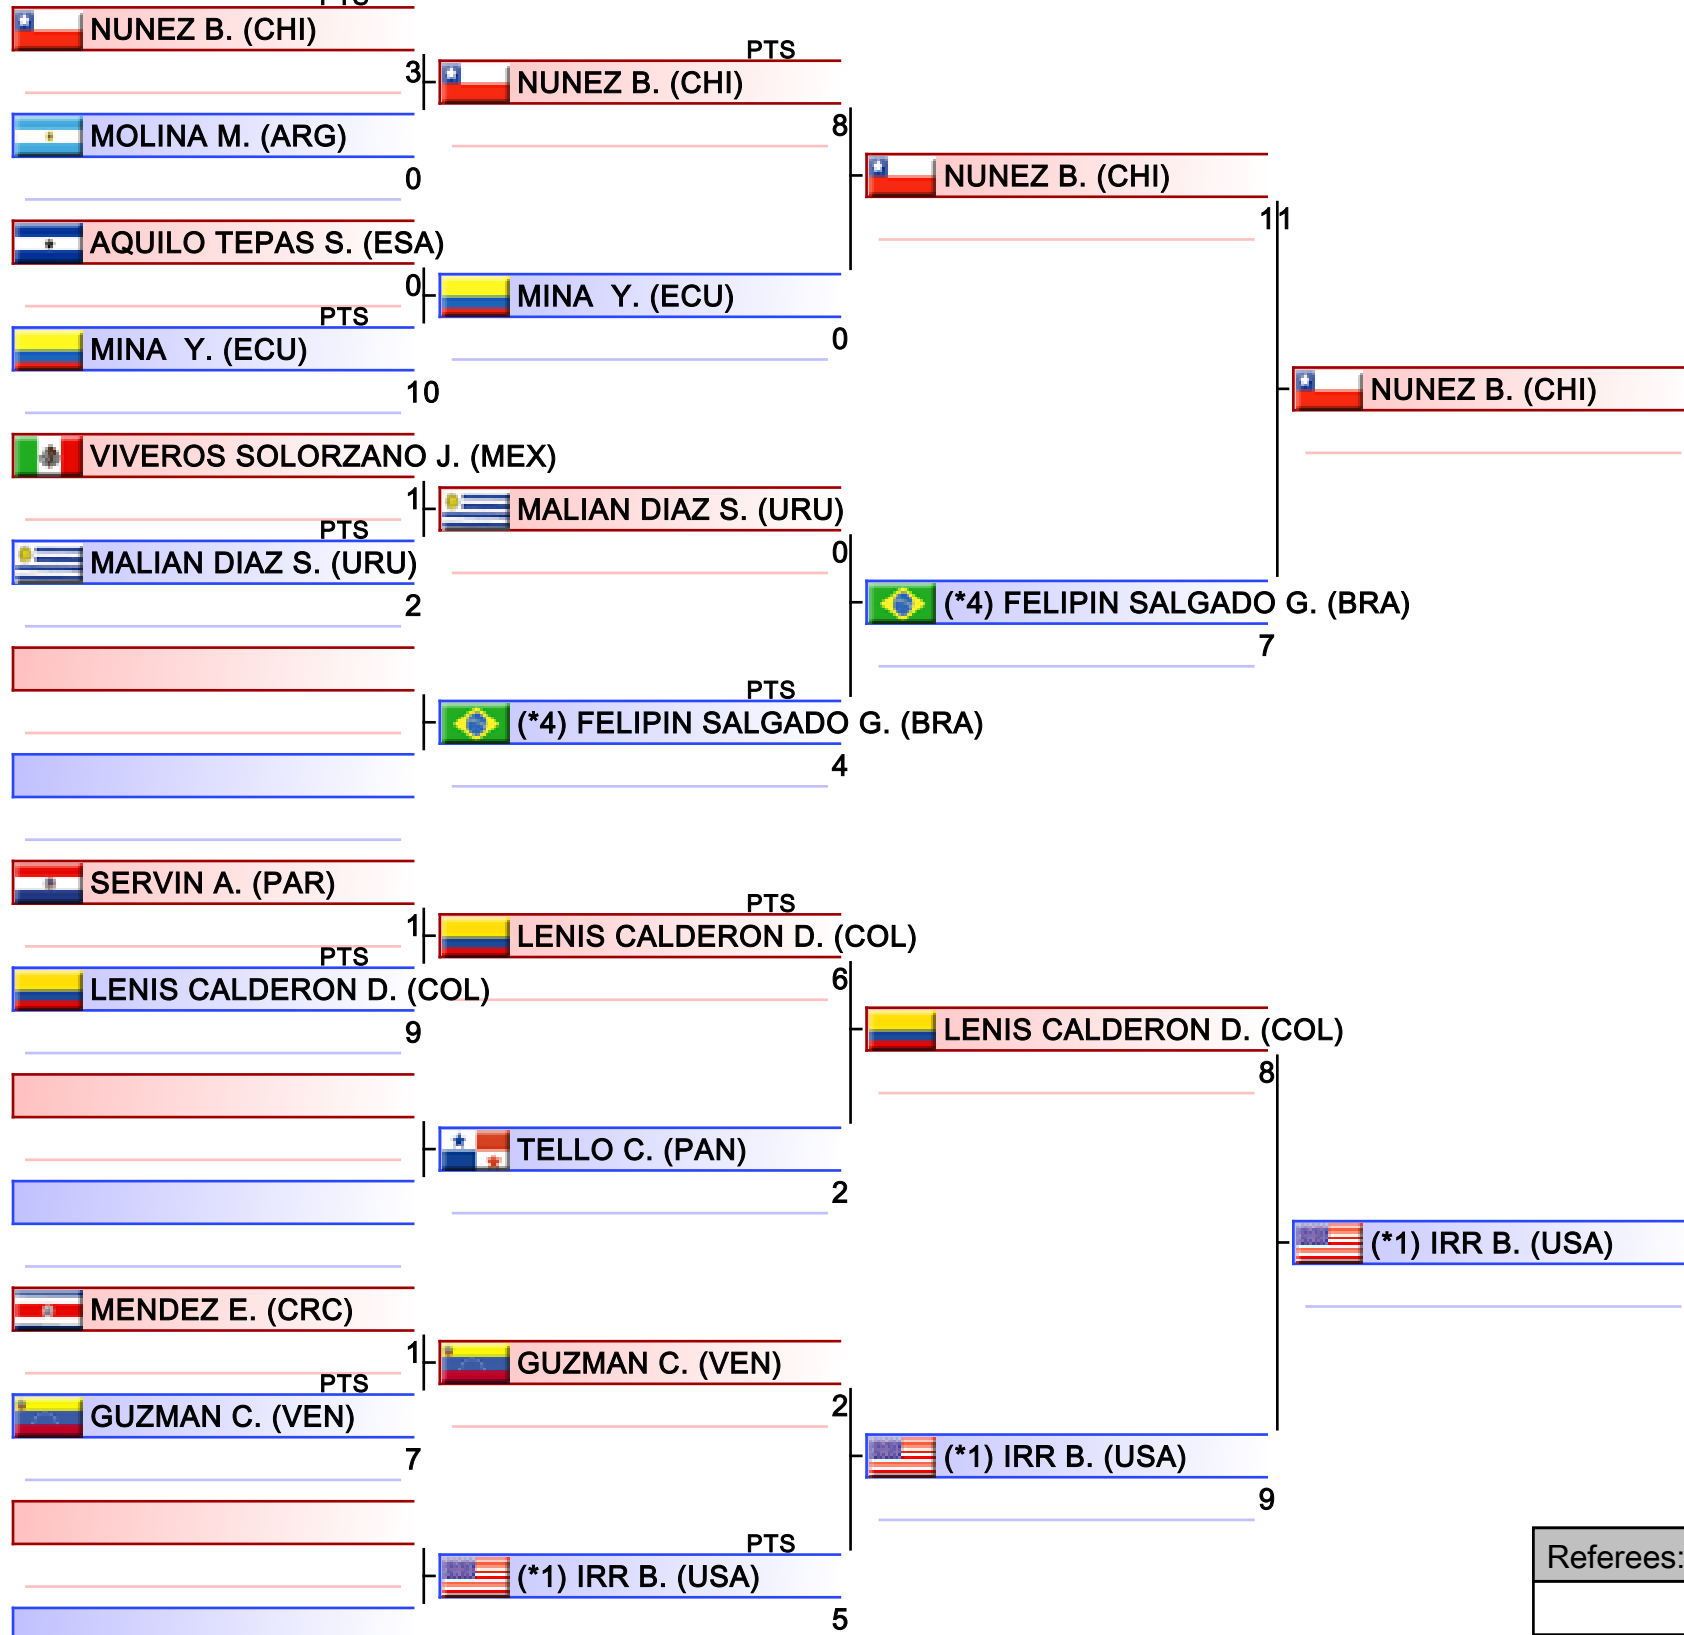 PTS
NUNEZ B. (CHI)
3
MOLINA M. (ARG)
0
AQUILO TEPAS S. (ESA)
0
PTS
MINA  Y. (ECU)
10
VIVEROS SOLORZANO J. (MEX)
1
PTS
MALIAN DIAZ S. (URU)
2
SERVIN A. (PAR)
1
PTS
LENIS CALDERON D. (COL)
9
MENDEZ E. (CRC)
1
PTS
GUZMAN C. (VEN)
7
PTS
NUNEZ B. (CHI)
8
MINA  Y. (ECU)
0
MALIAN DIAZ S. (URU)
0
PTS
(*4) FELIPIN SALGADO G. (BRA)
4
PTS
LENIS CALDERON D. (COL)
6
TELLO C. (PAN)
2
GUZMAN C. (VEN)
2
PTS
(*1) IRR B. (USA)
5
NUNEZ B. (CHI)
11
(*4) FELIPIN SALGADO G. (BRA)
7
LENIS CALDERON D. (COL)
8
(*1) IRR B. (USA)
9
NUNEZ B. (CHI)
(*1) IRR B. (USA)
Referees: